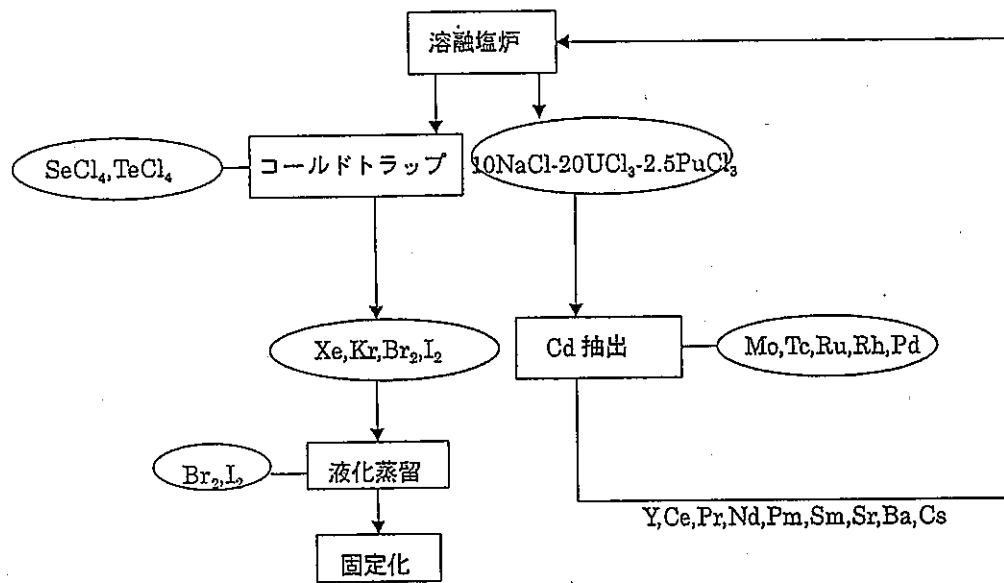 溶融塩炉
SeCl₄,TeCl₄
コールドトラップ
10NaCl-20UCl₃-2.5PuCl₃
Xe,Kr,Br₂,I₂
Cd 抽出
Mo,Tc,Ru,Rh,Pd
Br₂,I₂
液化蒸留
Y,Ce,Pr,Nd,Pm,Sm,Sr,Ba,Cs
固定化